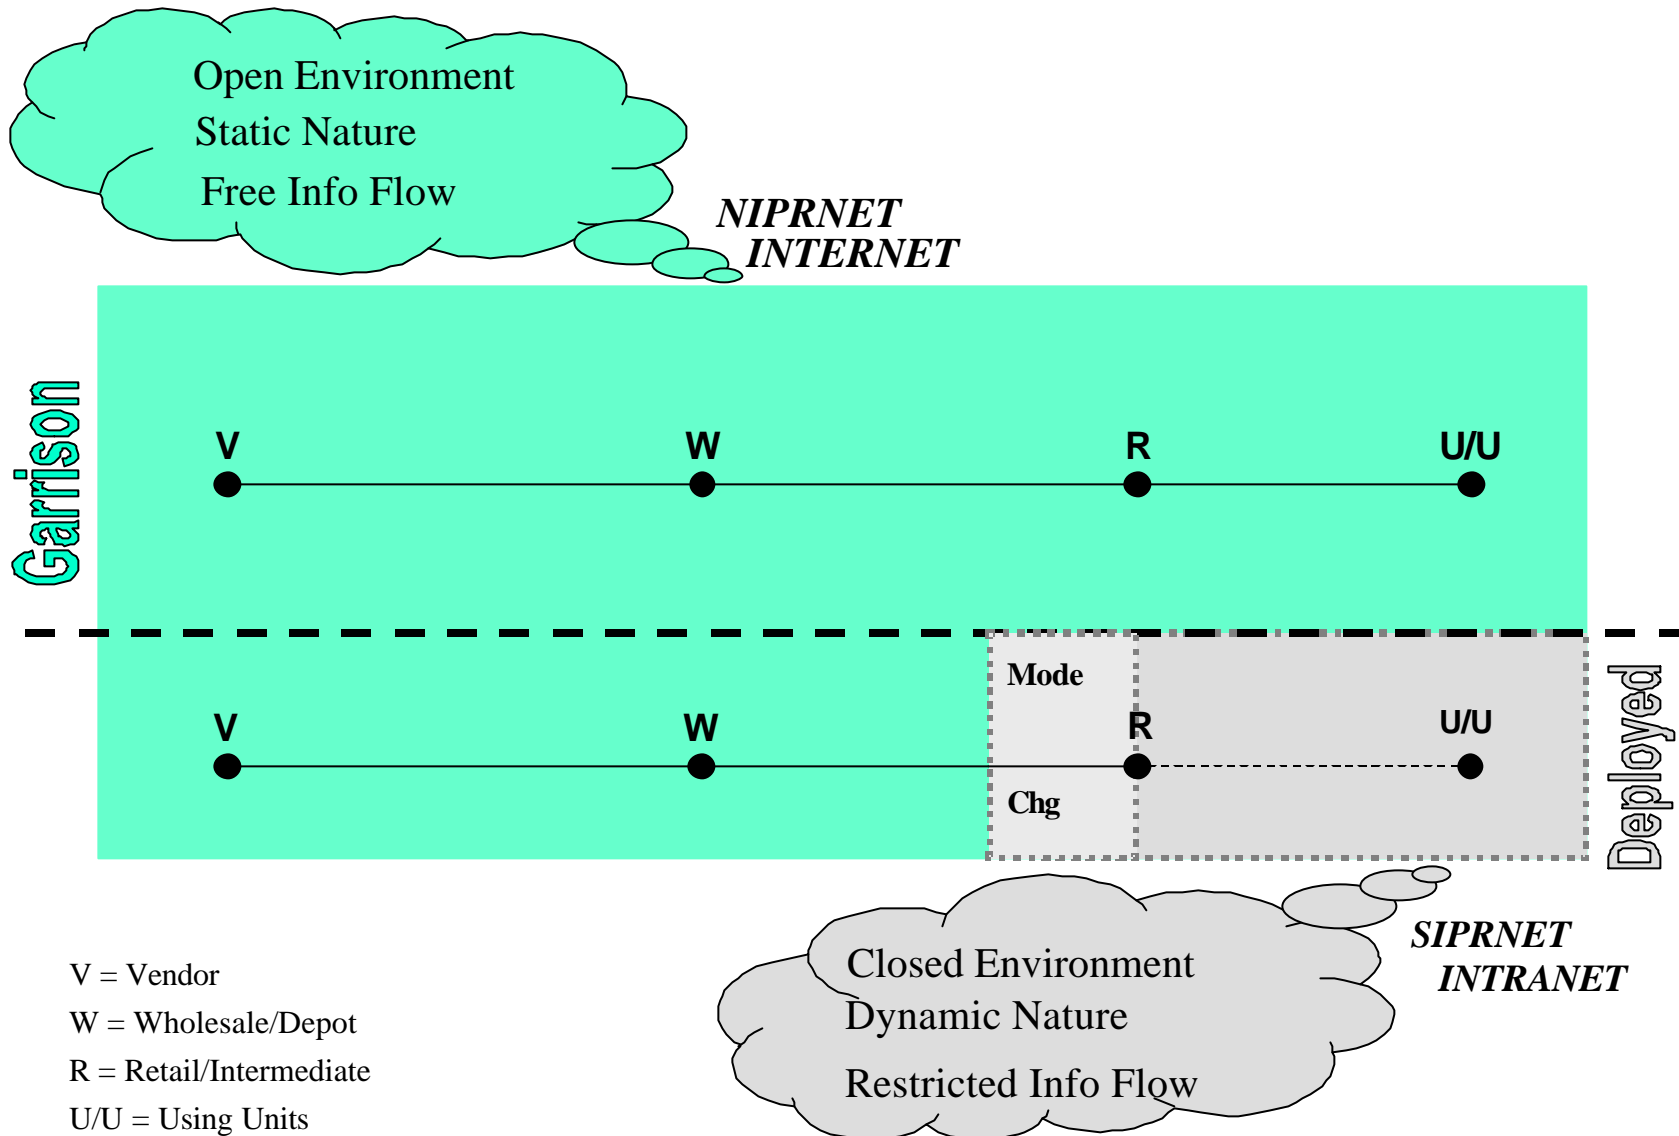 Open Environment
Static Nature
Free Info Flow
NIPRNET
INTERNET
Garrison
V
W
R
U/U
Mode
V
W
R
U/U
Chg
Deployed
SIPRNET
INTRANET
Closed Environment
Dynamic Nature
Restricted Info Flow
V = Vendor
W = Wholesale/Depot
R = Retail/Intermediate
U/U = Using Units